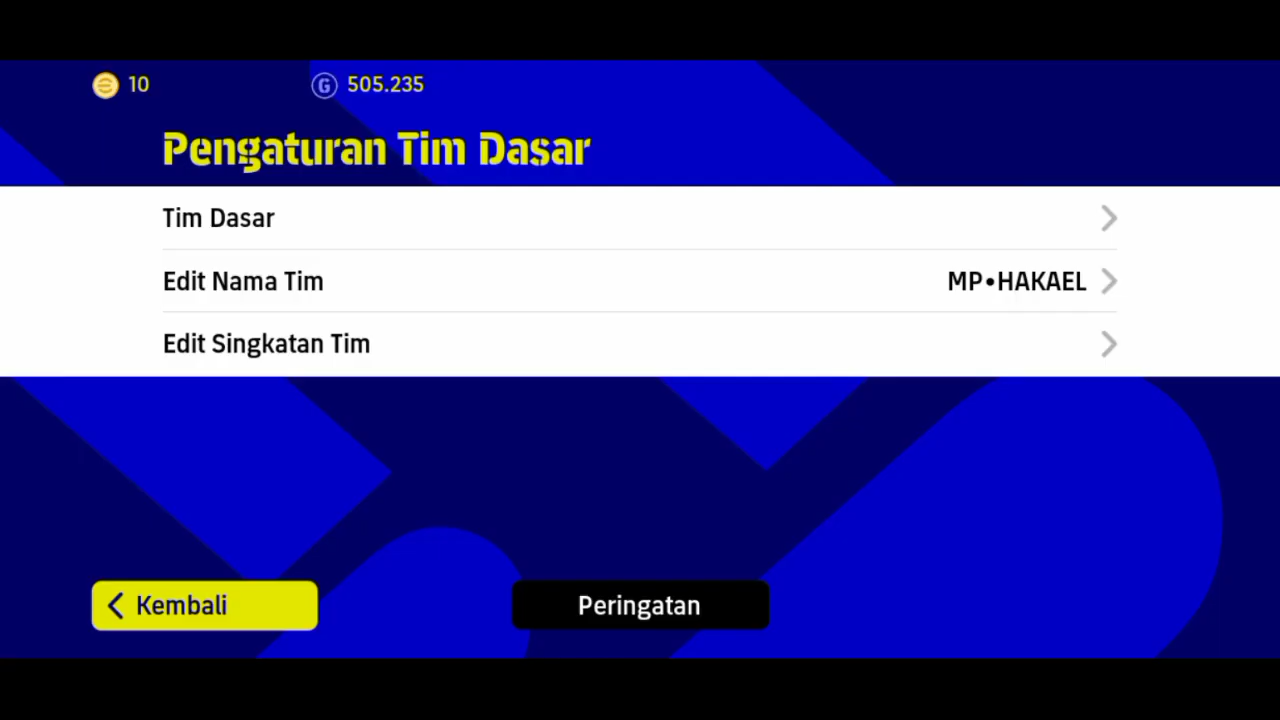 10
G 505.235
Pengaturan Tim Dasar
Tim Dasar
Edit Nama Tim MP•HAKAEL
Edit Singkatan Tim
Kembali
Peringatan